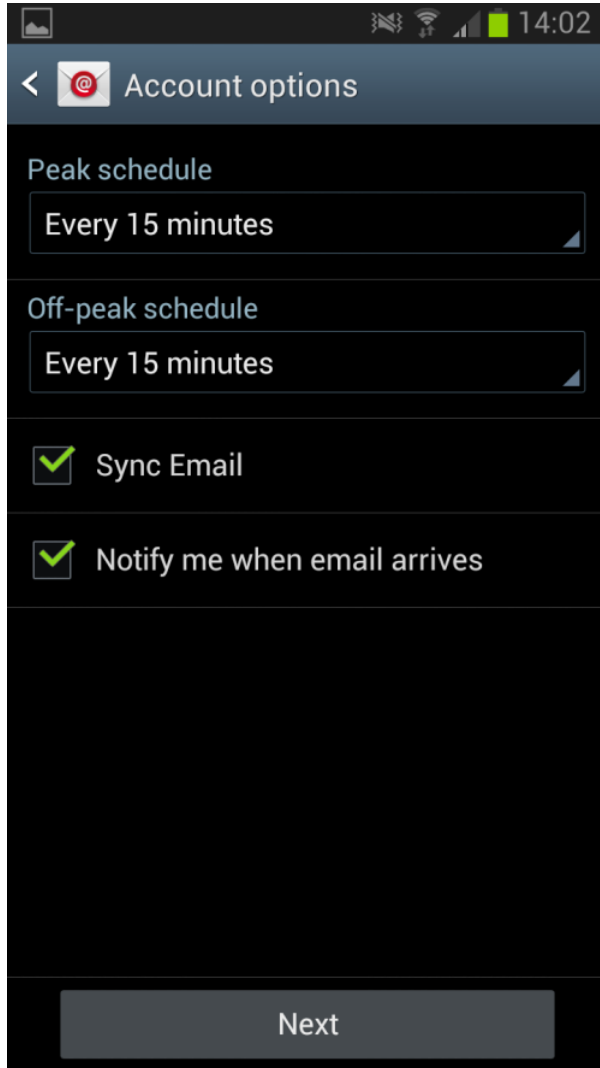 14:02
Account options
Peak schedule
Every 15 minutes
Off-peak schedule
Every 15 minutes
Sync Email
Notify me when email arrives
Next